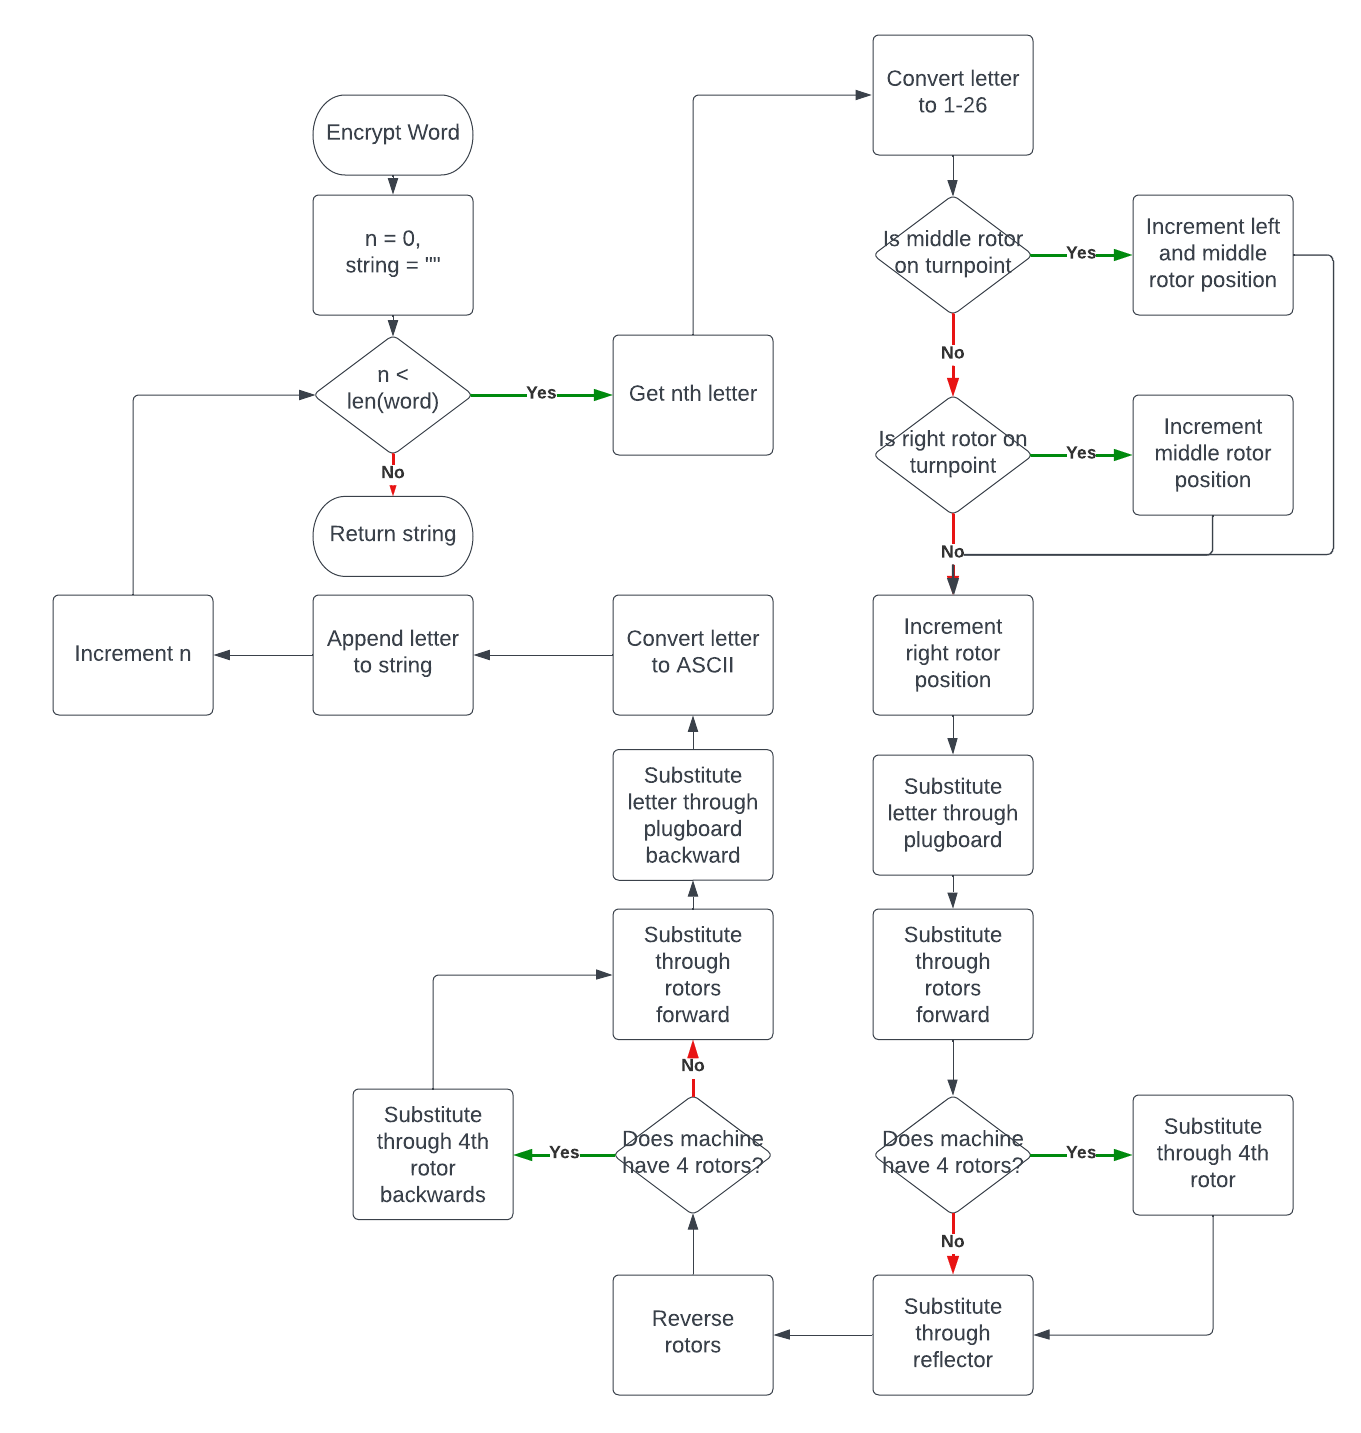 Encrypt Word
n = 0,
string = ""
n <
len(word)
Yes
No
Return string
Get nth letter
Convert letter
to 1-26
Is middle rotor
on turnpoint
Yes
Increment left
and middle
rotor position
No
Is right rotor on
turnpoint
Yes
Increment
middle rotor
position
No
Increment
right rotor
position
Substitute
letter through
plugboard
Substitute
through
rotors
forward
Does machine
have 4 rotors?
Yes
Substitute
through 4th
rotor
No
Substitute
through
reflector
Reverse
rotors
Does machine
have 4 rotors?
Yes
Substitute
through 4th
rotor
backwards
No
Substitute
through
rotors
forward
Substitute
letter through
plugboard
backward
Convert letter
to ASCII
Append letter
to string
Increment n